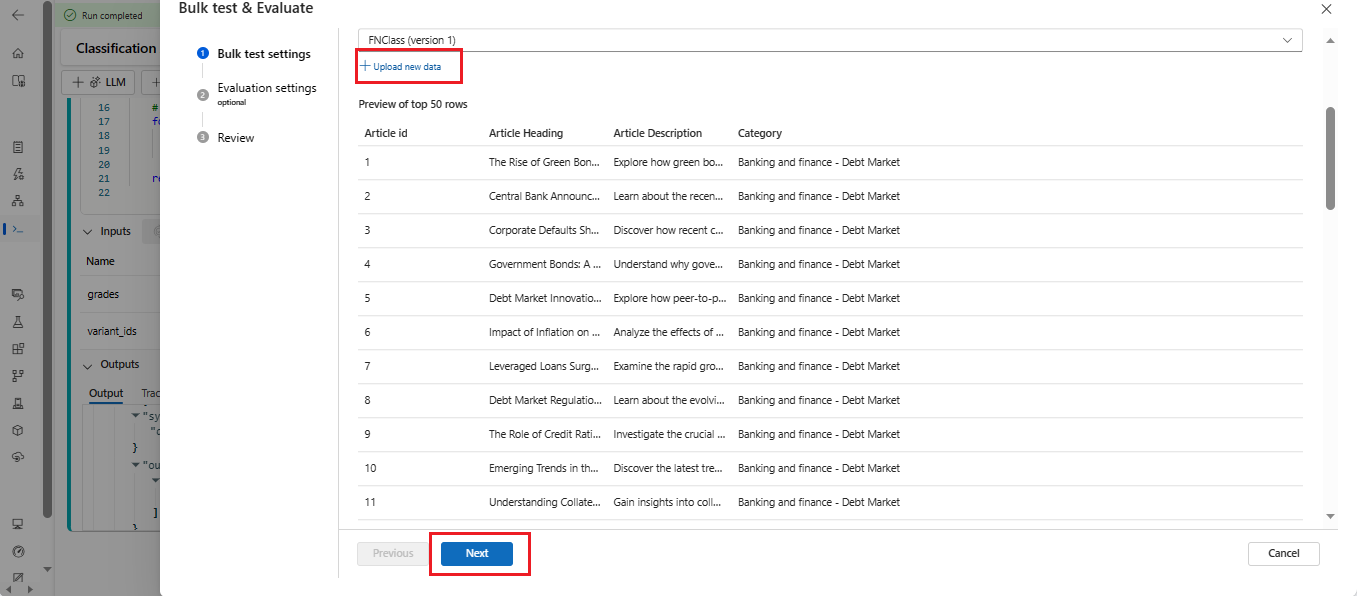 Bulk test & Evaluate
Run completed
Classification
LLM
16 #
17 fo
18
19
20
21 re
22
Inputs
Name
grades
variant_ids
Outputs
Output Trac
"sy
"c
}
"ou
]
}
1 Bulk test settings
2 Evaluation settings
optional
3 Review
FNClass (version 1)
Upload new data
Preview of top 50 rows
Article id Article Heading Article Description Category
1 The Rise of Green Bon... Explore how green bo... Banking and finance - Debt Market
2 Central Bank Announc... Learn about the recen... Banking and finance - Debt Market
3 Corporate Defaults Sh... Discover how recent c... Banking and finance - Debt Market
4 Government Bonds: A ... Understand why gove... Banking and finance - Debt Market
5 Debt Market Innovatio... Explore how peer-to-p... Banking and finance - Debt Market
6 Impact of Inflation on ... Analyze the effects of ... Banking and finance - Debt Market
7 Leveraged Loans Surg... Examine the rapid gro... Banking and finance - Debt Market
8 Debt Market Regulatio... Learn about the evolvi... Banking and finance - Debt Market
9 The Role of Credit Rati... Investigate the crucial ... Banking and finance - Debt Market
10 Emerging Trends in th... Discover the latest tre... Banking and finance - Debt Market
11 Understanding Collate... Gain insights into coll... Banking and finance - Debt Market
Previous Next Cancel